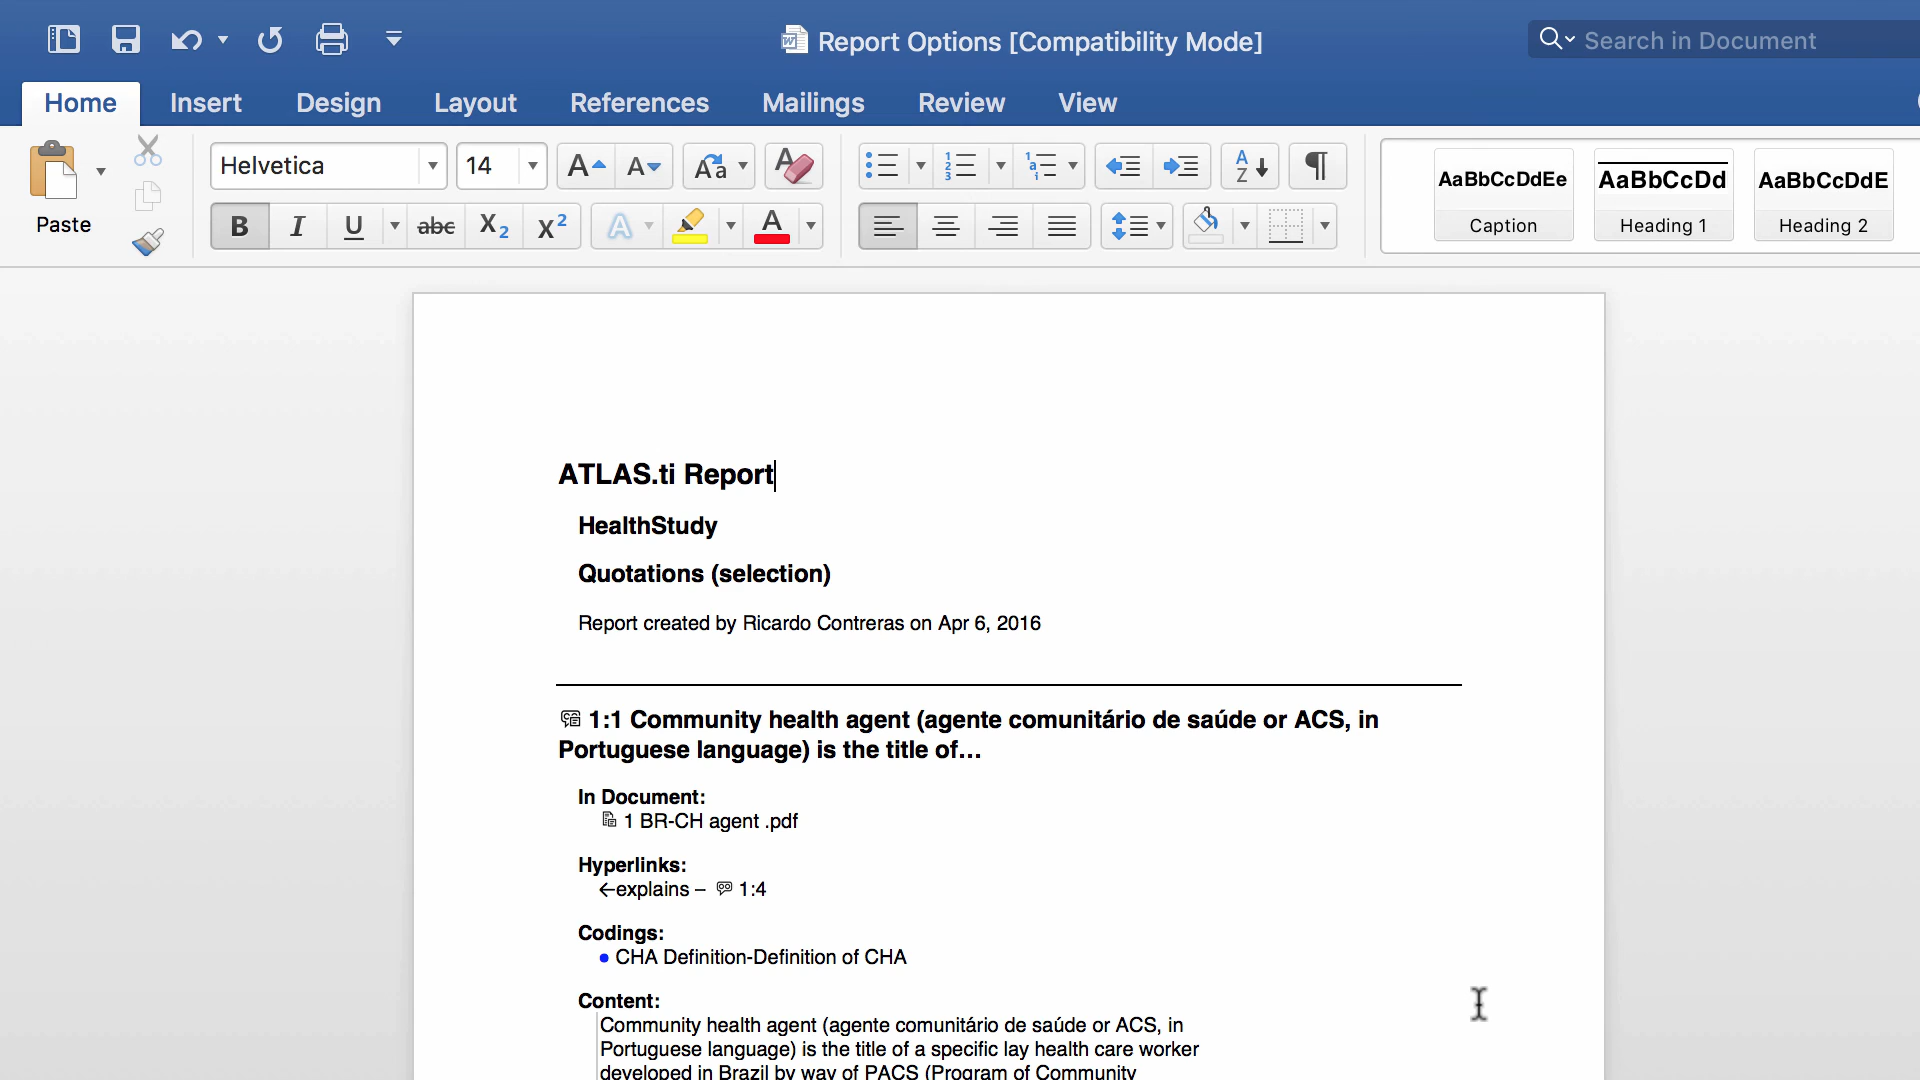 Report Options [Compatibility Mode]
Search in Document
Home Insert Design Layout References Mailings Review View
Paste
Helvetica 14
AaBbCcDdEe AaBbCcDd AaBbCcDdE
Caption Heading 1 Heading 2
ATLAS.ti Report
HealthStudy
Quotations (selection)
Report created by Ricardo Contreras on Apr 6, 2016
1:1 Community health agent (agente comunitário de saúde or ACS, in
Portuguese language) is the title of…
In Document:
1 BR-CH agent .pdf
Hyperlinks:
←explains – 1:4
Codings:
• CHA Definition-Definition of CHA
Content:
Community health agent (agente comunitário de saúde or ACS, in
Portuguese language) is the title of a specific lay health care worker
developed in Brazil by way of PACS (Program of Community